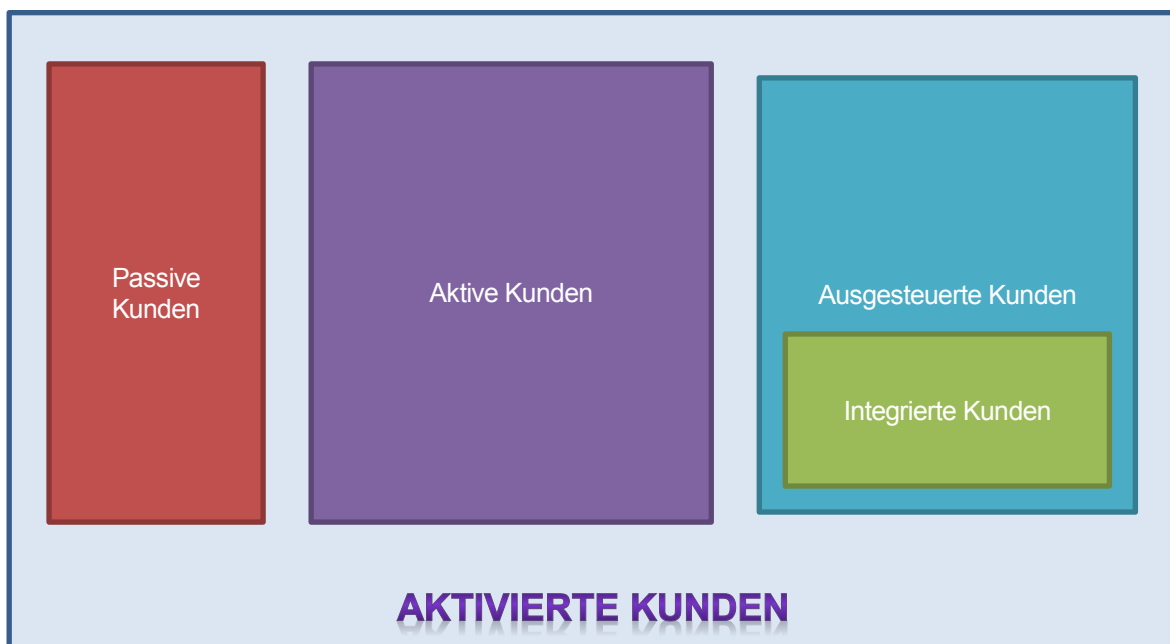 Passive
Kunden
Aktive Kunden
Ausgesteuerte Kunden
Integrierte Kunden
AKTIVIERTE KUNDEN